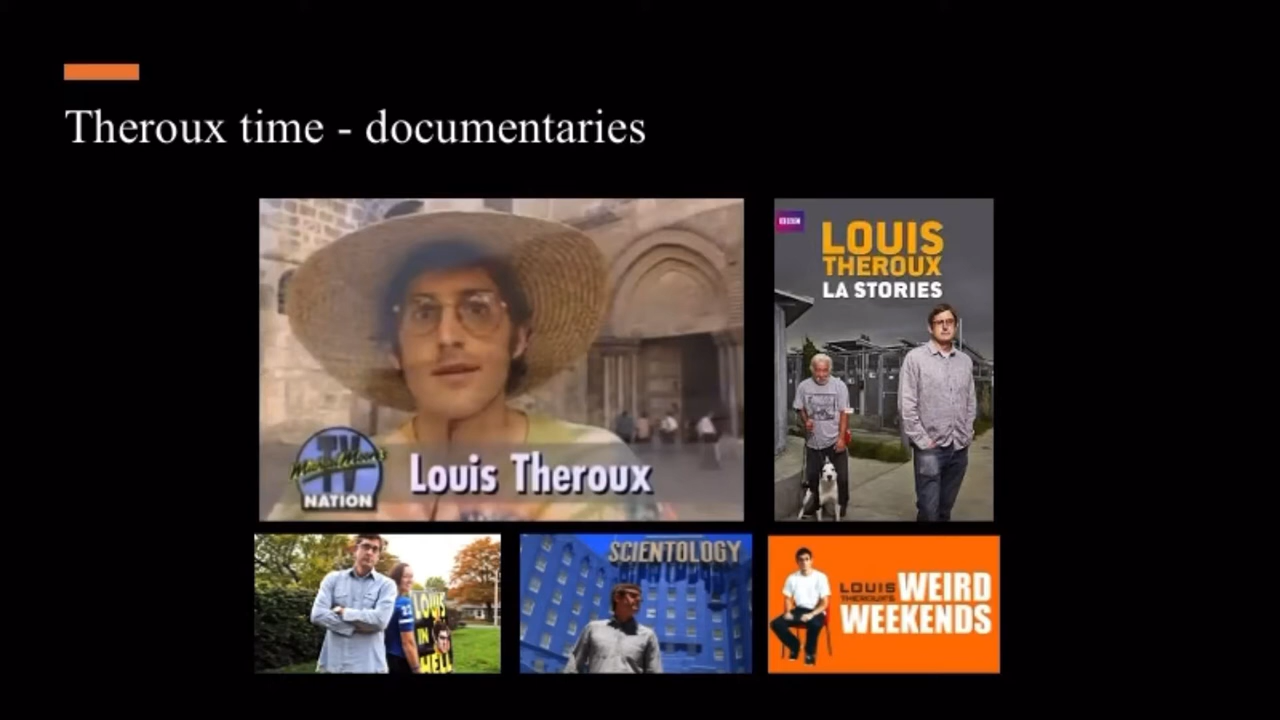 Theroux time - documentaries
BBC
LOUIS
THEROUX
LA STORIES
TV
Michael Moore's
NATION
Louis Theroux
LOUIS
IN
HELL
SCIENTOLOGY
LOUIS
THEROUX'S
WEIRD
WEEKENDS